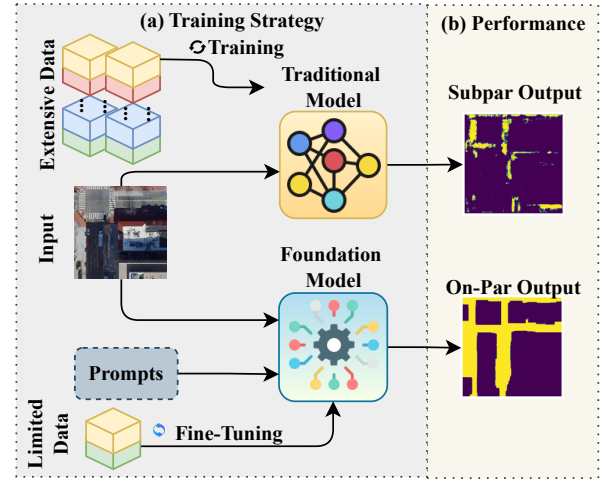 (a) Training Strategy
(b) Performance
Extensive Data
Training
Traditional
Model
Subpar Output
Input
Foundation
Model
On-Par Output
Prompts
Limited
Data
Fine-Tuning